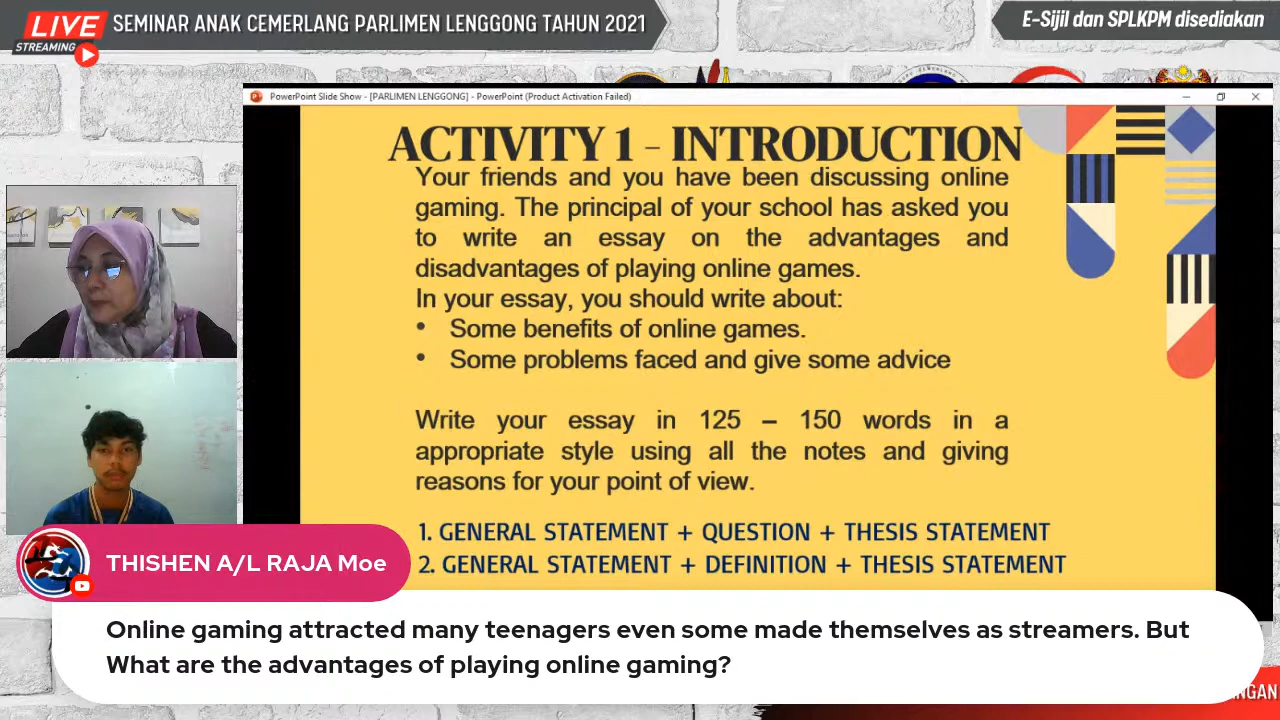 LIVE
STREAMING
SEMINAR ANAK CEMERLANG PARLIMEN LENGGONG TAHUN 2021
E-Sijil dan SPLKPM disediakan
PowerPoint Slide Show - [PARLIMEN LENGGONG] - PowerPoint (Product Activation Failed)
ACTIVITY 1 - INTRODUCTION
Your friends and you have been discussing online
gaming. The principal of your school has asked you
to write an essay on the advantages and
disadvantages of playing online games.
In your essay, you should write about:
• Some benefits of online games.
• Some problems faced and give some advice
Write your essay in 125 – 150 words in a
appropriate style using all the notes and giving
reasons for your point of view.
1. GENERAL STATEMENT + QUESTION + THESIS STATEMENT
2. GENERAL STATEMENT + DEFINITION + THESIS STATEMENT
THISHEN A/L RAJA Moe
Online gaming attracted many teenagers even some made themselves as streamers. But
What are the advantages of playing online gaming?